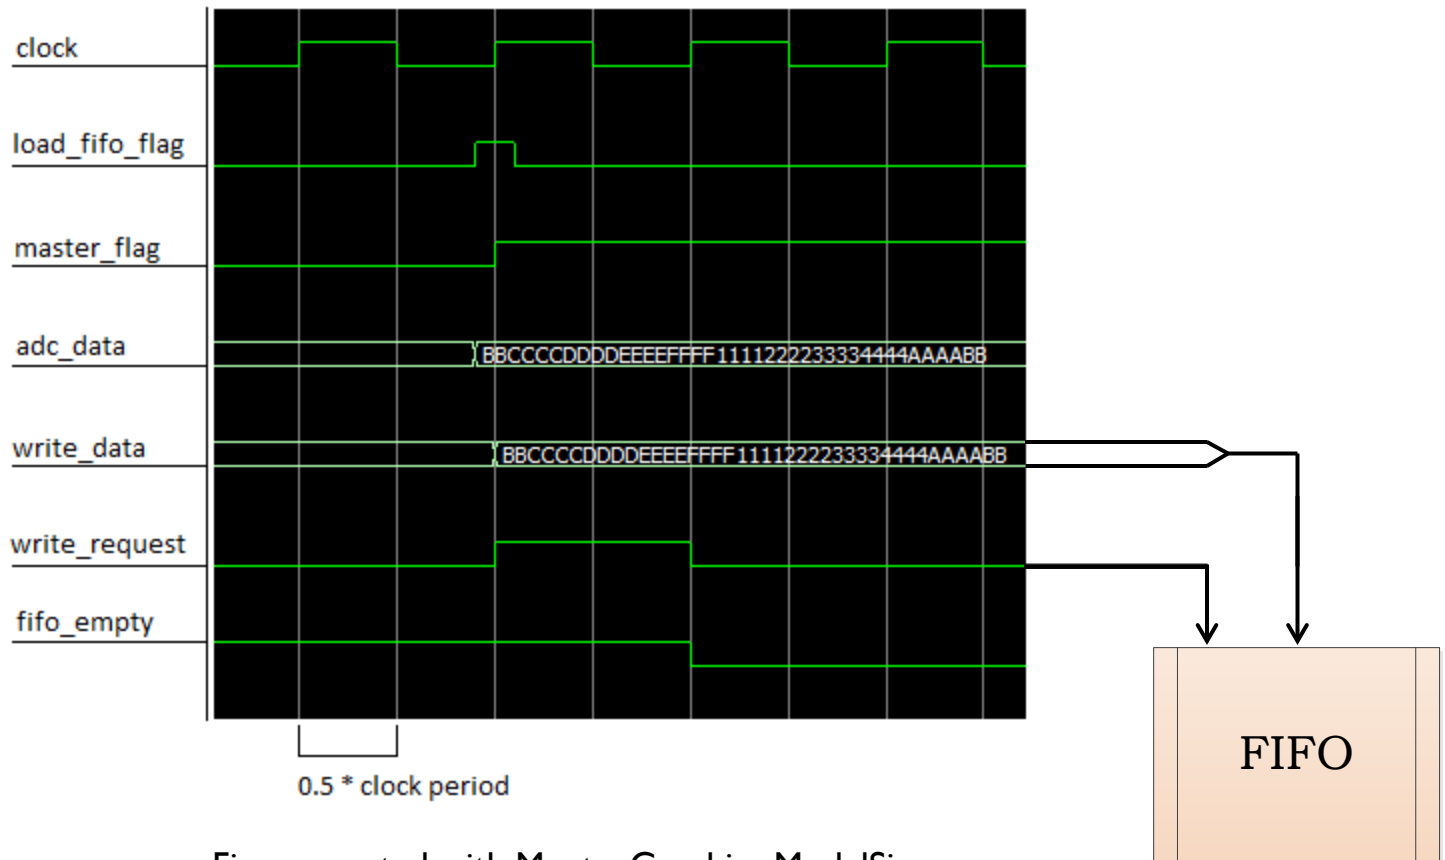 clock
load_fifo_flag
master_flag
adc_data
BBCCCCDDDDEEEEFFFF1111222233334444AAAABB
write_data
BBCCCCDDDDEEEEFFFF1111222233334444AAAABB
write_request
fifo_empty
0.5 * clock period
FIFO